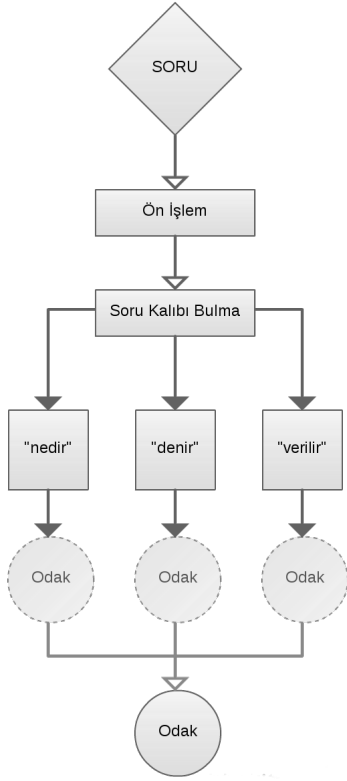 SORU
Ön İşlem
Soru Kalıbı Bulma
"nedir"
"denir"
"verilir"
Odak
Odak
Odak
Odak